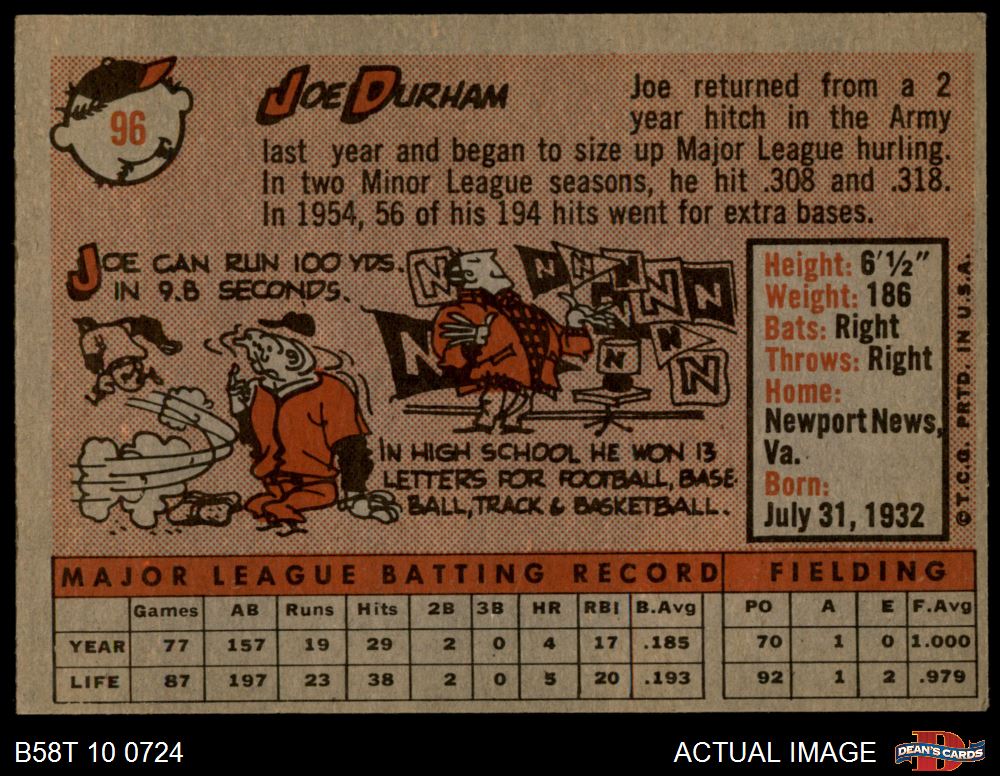 96
JOE DURHAM
Joe returned from a 2
year hitch in the Army
last year and began to size up Major League hurling.
In two Minor League seasons, he hit .308 and .318.
In 1954, 56 of his 194 hits went for extra bases.
JOE CAN RUN 100 YDS.
IN 9.8 SECONDS.
N N N N N N N N N N N
IN HIGH SCHOOL HE WON 13
LETTERS FOR FOOTBALL, BASE-
BALL, TRACK & BASKETBALL.
Height: 6'½"
Weight: 186
Bats: Right
Throws: Right
Home:
Newport News,
Va.
Born:
July 31, 1932
© T.C.G. PRTD. IN U.S.A.
MAJOR LEAGUE BATTING RECORD FIELDING
Games AB Runs Hits 2B 3B HR RBI B.Avg PO A E F.Avg
YEAR 77 157 19 29 2 0 4 17 .185 70 1 0 1.000
LIFE 87 197 23 38 2 0 5 20 .193 92 1 2 .979
B58T 10 0724
ACTUAL IMAGE
D
DEAN'S CARDS